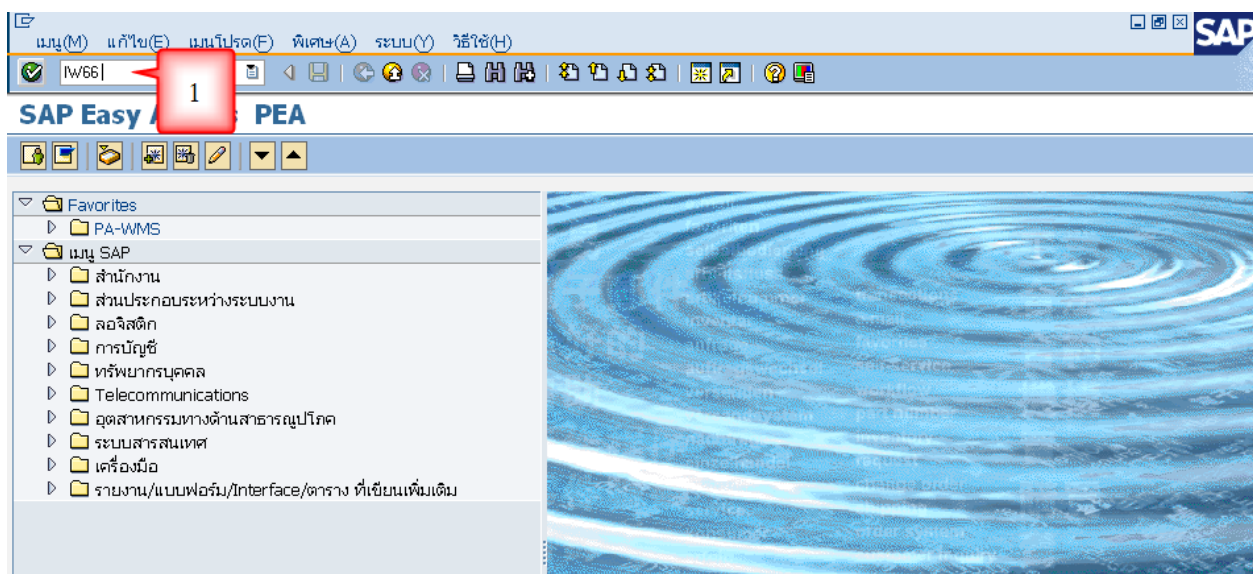 เมนู(M) แก้ไข(E) เมนูโปรด(F) พิเศษ(A) ระบบ(Y) วิธีใช้(H)
SAP
IW66
1
SAP Easy PEA
Favorites
PA-WMS
เมนู SAP
สำนักงาน
ส่วนประกอบระหว่างระบบงาน
ลอจิสติก
การบัญชี
ทรัพยากรบุคคล
Telecommunications
อุตสาหกรรมทางด้านสาธารณูปโภค
ระบบสารสนเทศ
เครื่องมือ
รายงาน/แบบฟอร์ม/Interface/ตาราง ที่เขียนเพิ่มเติม